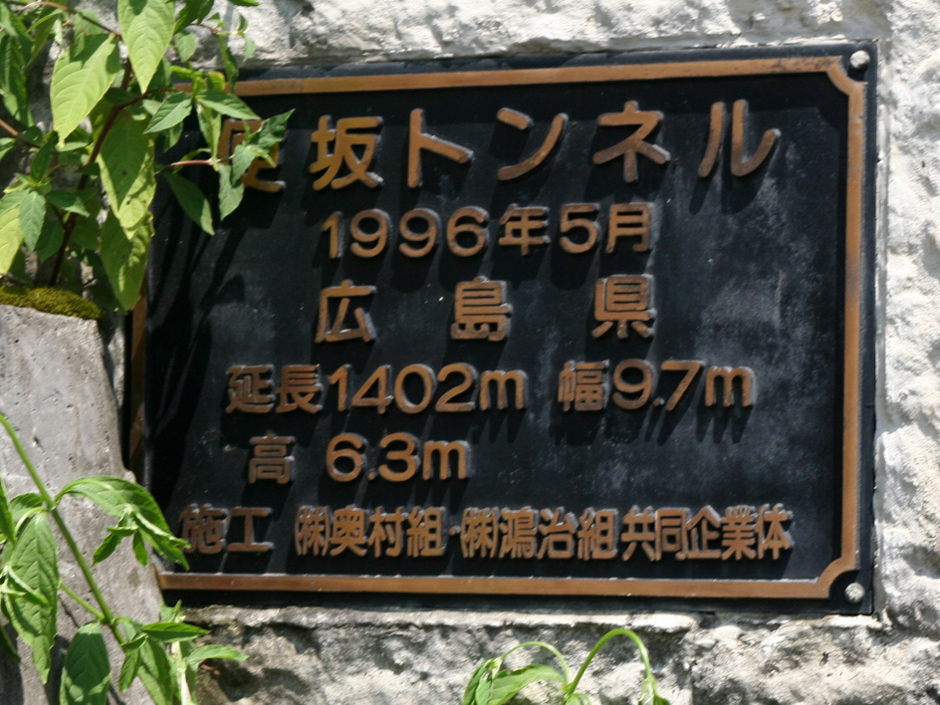 坂トンネル
1996年5月
広島県
延長1402m 幅9.7m
高 6.3m
施工 ㈱奥村組・㈱鴻治組共同企業体